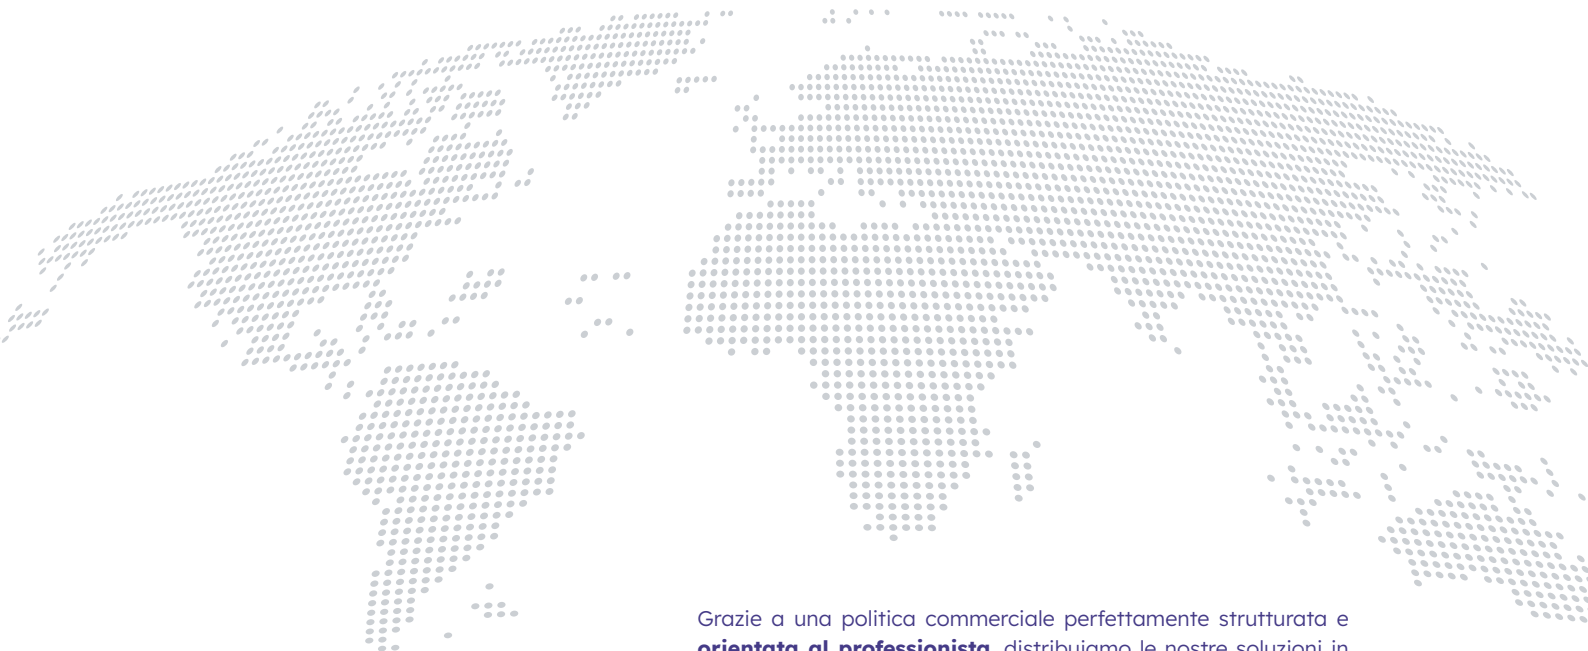 Grazie a una politica commerciale perfettamente strutturata e
orientata al professionista, distribuiamo le nostre soluzioni in